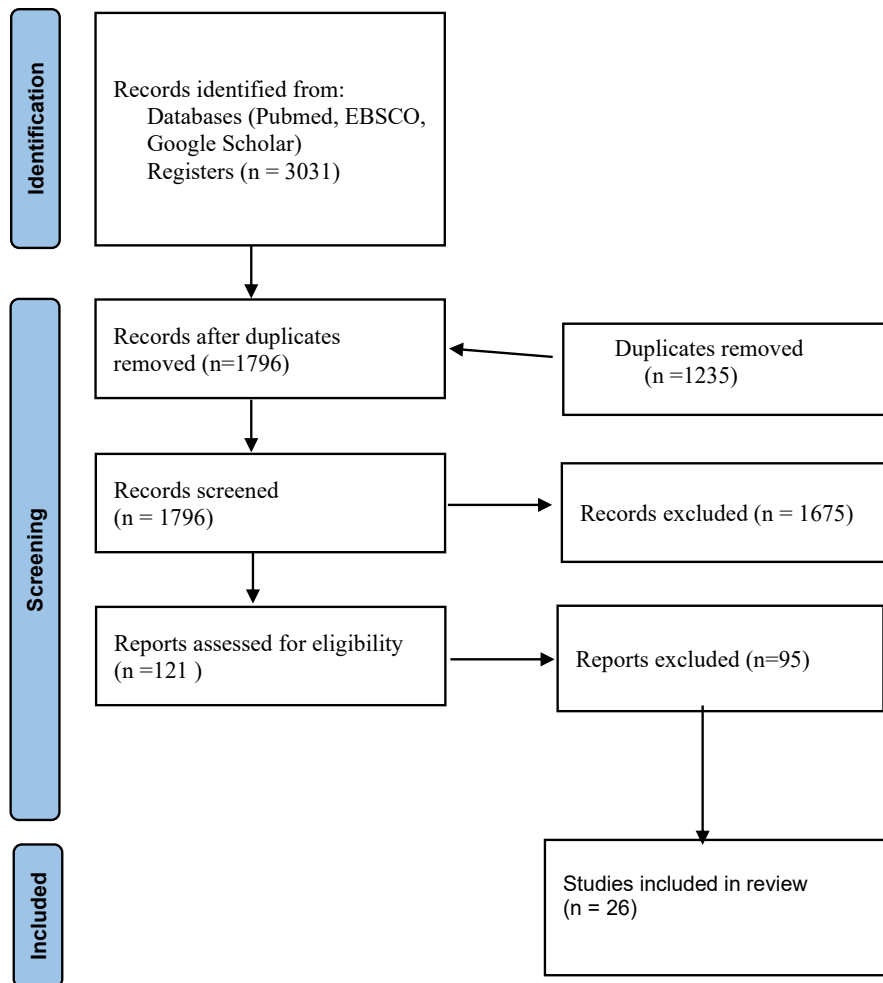 Identification
Records identified from:
Databases (Pubmed, EBSCO,
Google Scholar)
Registers (n = 3031)
Screening
Records after duplicates
removed (n=1796)
Duplicates removed
(n =1235)
Records screened
(n = 1796)
Records excluded (n = 1675)
Reports assessed for eligibility
(n =121 )
Reports excluded (n=95)
Included
Studies included in review
(n = 26)